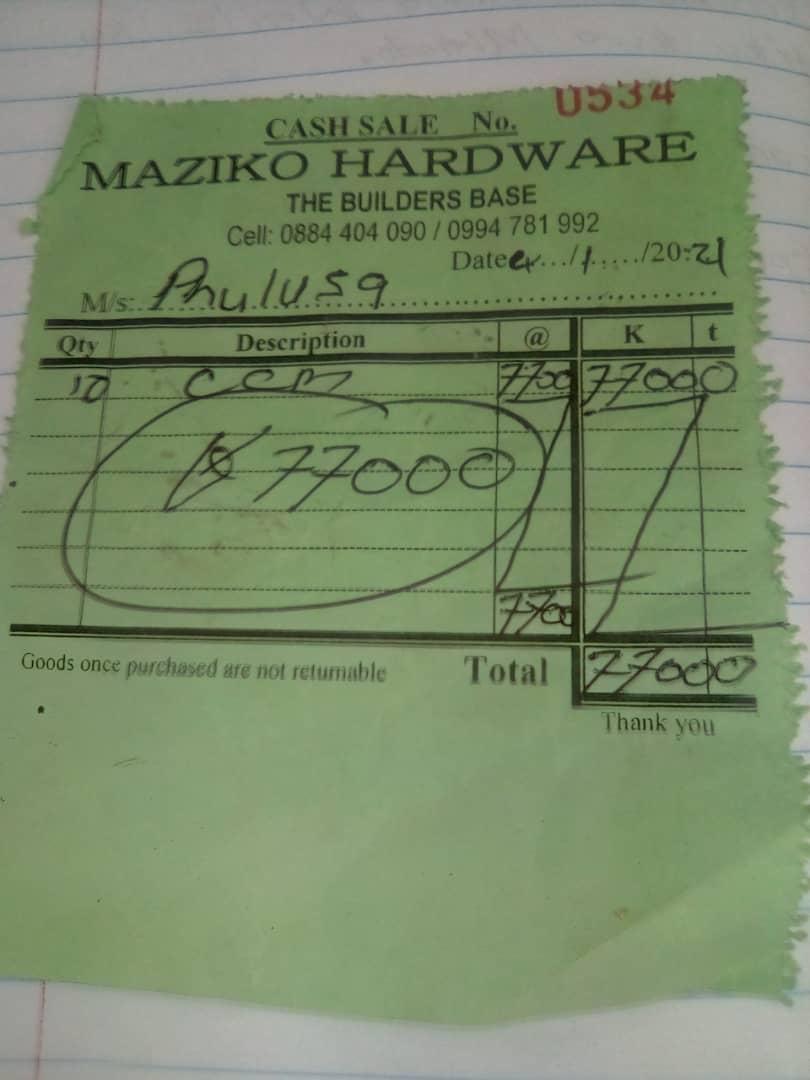 0534
CASH SALE No.
MAZIKO HARDWARE
THE BUILDERS BASE
Cell: 0884 404 090 / 0994 781 992
Date 4.../1...../20:21
M/s: Phulusa
Qty Description @ K t
10 CCM 7700 77000
77000
7700
Goods once purchased are not returnable Total 77000
Thank you